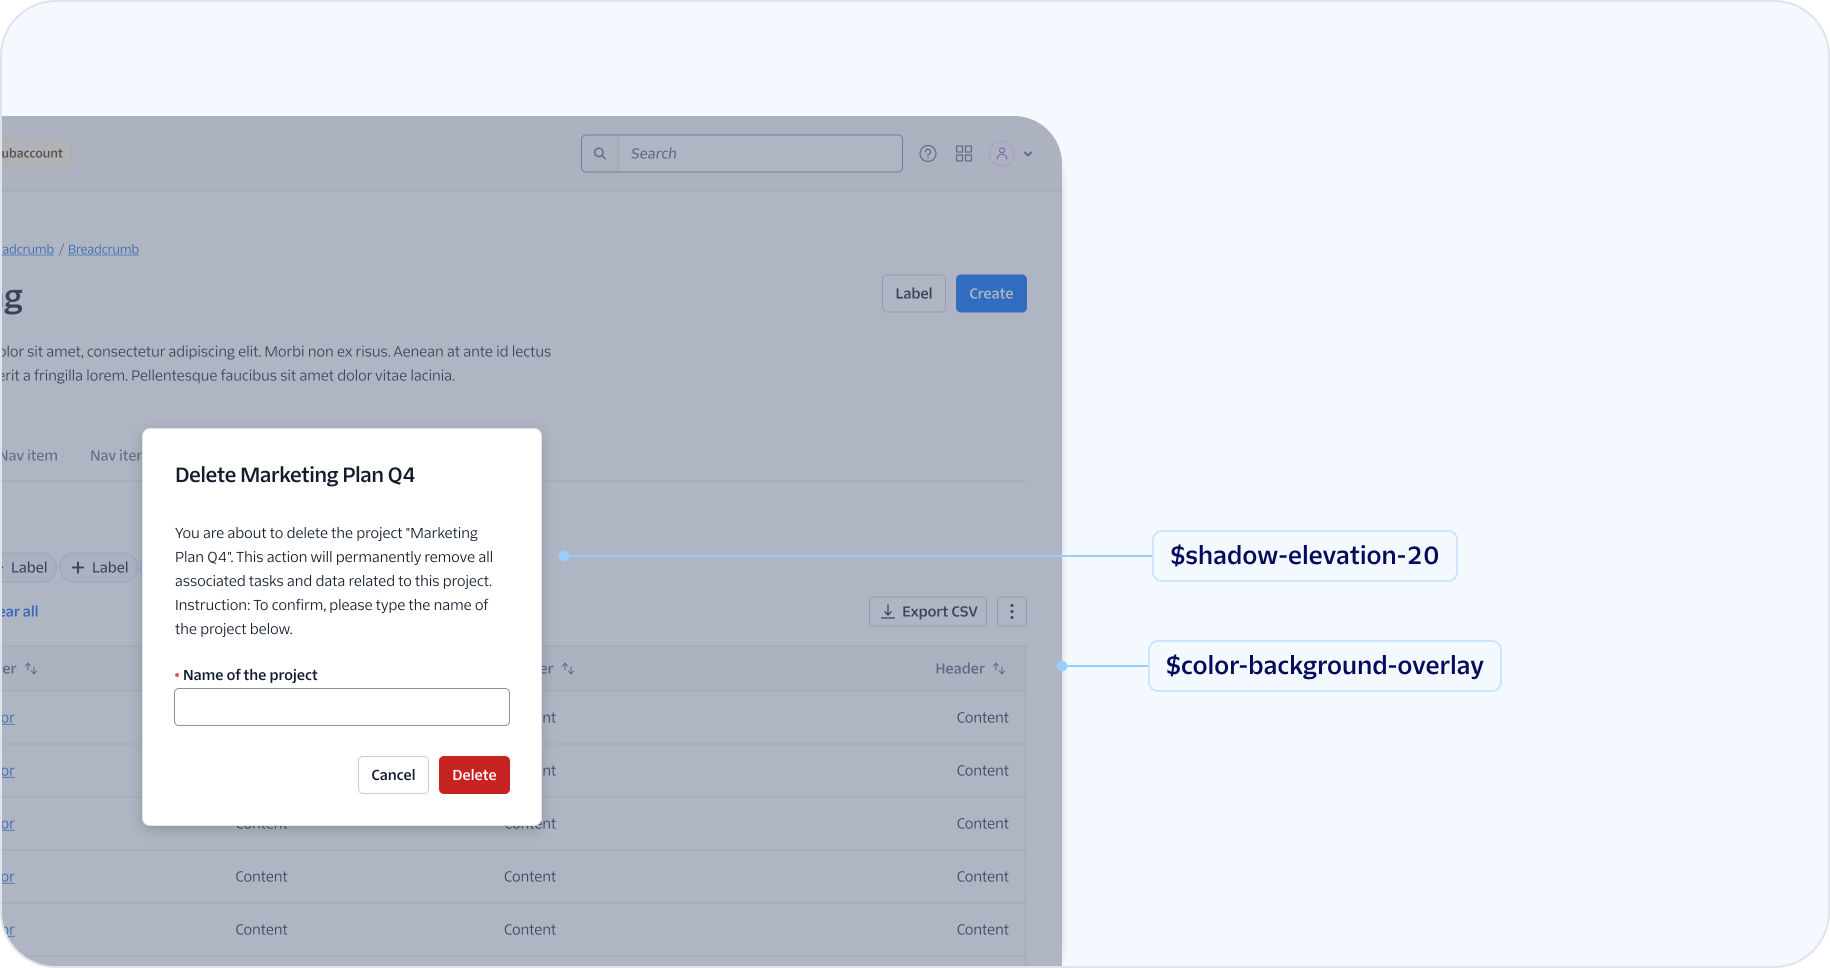 ubaccount
Search
adcrumb / Breadcrumb
g
Label
Create
olor sit amet, consectetur adipiscing elit. Morbi non ex risus. Aenean at ante id lectus
erit a fringilla lorem. Pellentesque faucibus sit amet dolor vitae lacinia.
Nav item
Nav iter
Delete Marketing Plan Q4
You are about to delete the project "Marketing
Plan Q4". This action will permanently remove all
associated tasks and data related to this project.
Instruction: To confirm, please type the name of
the project below.
• Name of the project
Cancel
Delete
$shadow-elevation-20
Label
+ Label
ear all
Export CSV
$color-background-overlay
er
er
Header
or
nt
Content
or
nt
Content
or
Content
Content
Content
or
Content
Content
Content
or
Content
Content
Content